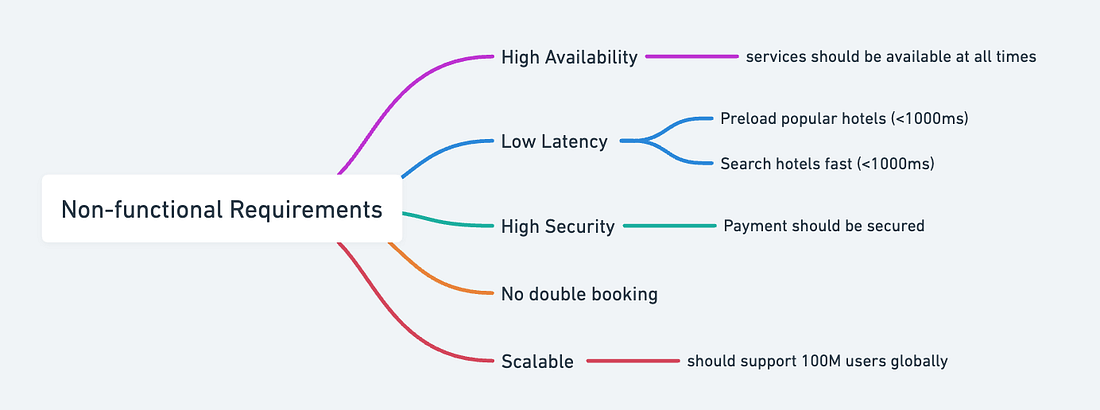 Non-functional Requirements
High Availability
services should be available at all times
Low Latency
Preload popular hotels (<1000ms)
Search hotels fast (<1000ms)
High Security
Payment should be secured
No double booking
Scalable
should support 100M users globally